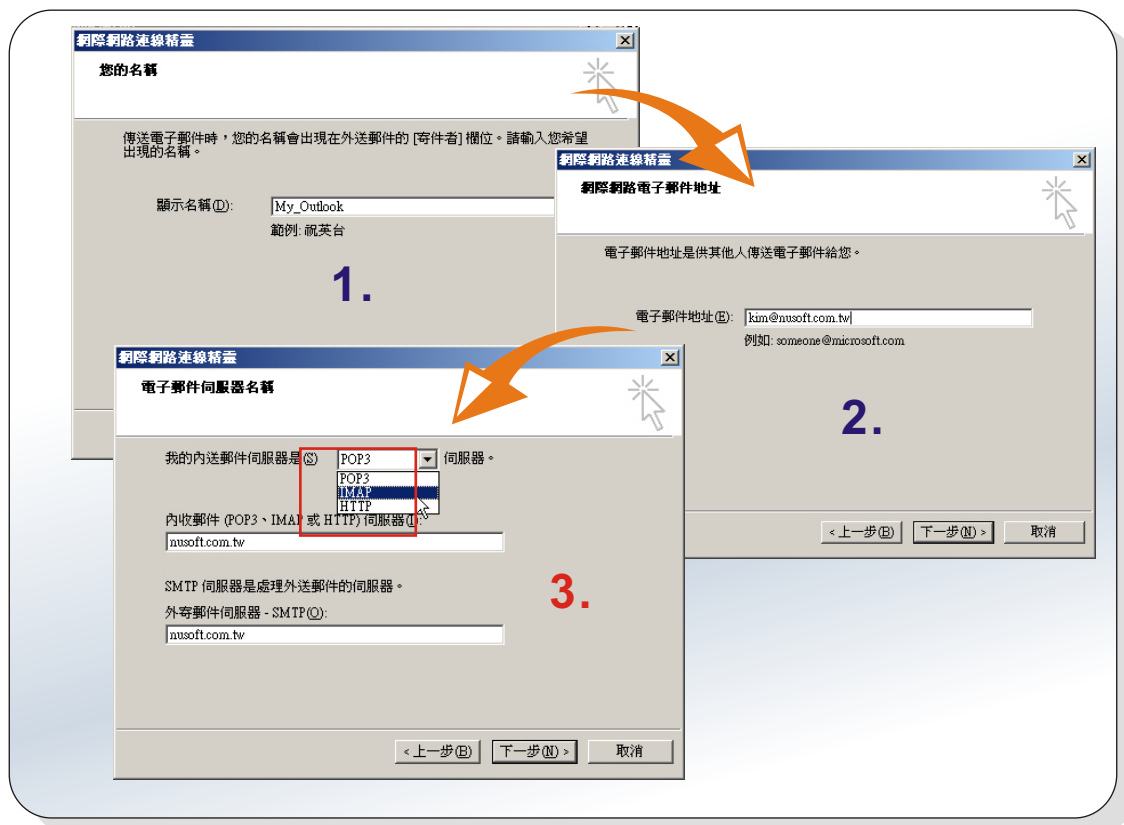 網際網路連線精靈
您的名稱
傳送電子郵件時，您的名稱會出現在外送郵件的 [寄件者] 欄位。請輸入您希望
出現的名稱。
顯示名稱(D):
My_Outlook
範例: 祝英台
1.
網際網路連線精靈
網際網路電子郵件地址
電子郵件地址是供其他人傳送電子郵件給您。
電子郵件地址(E):
kim@nusoft.com.tw
例如: someone@microsoft.com
2.
<上一步(B)
下一步(N)>
取消
網際網路連線精靈
電子郵件伺服器名稱
我的內送郵件伺服器是(S) POP3 伺服器。
POP3
IMAP
HTTP
內收郵件 (POP3、IMAP 或 HTTP) 伺服器(I):
nusoft.com.tw
3.
SMTP 伺服器是處理外送郵件的伺服器。
外寄郵件伺服器 - SMTP(O):
nusoft.com.tw
<上一步(B)
下一步(N)>
取消